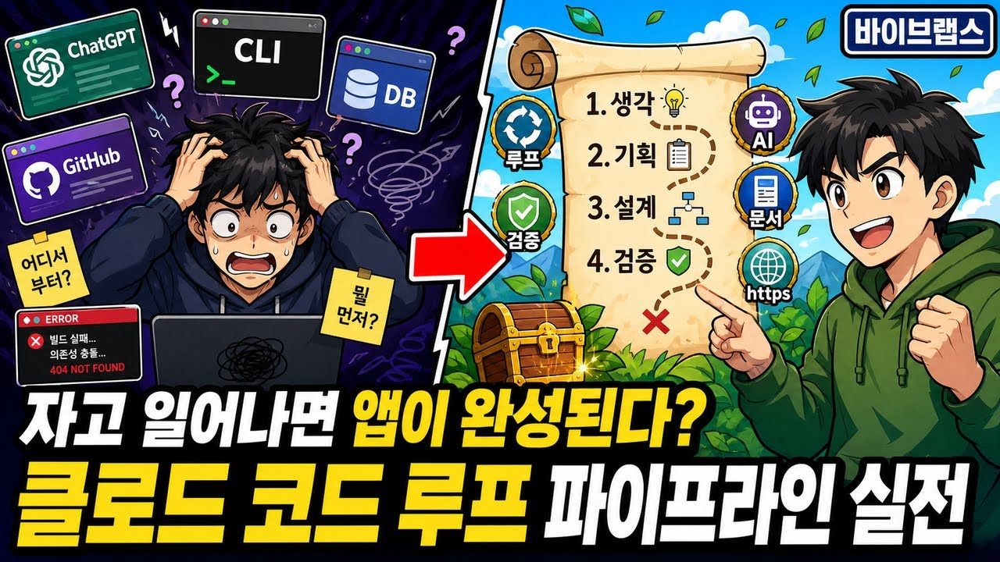 ChatGPT
CLI
>_
DB
GitHub
어디서
부터?
뭘
먼저?
ERROR
빌드 실패...
의존성 충돌...
404 NOT FOUND
바이브랩스
1. 생각
2. 기획
3. 설계
4. 검증
루프
검증
AI
문서
https
자고 일어나면 앱이 완성된다?
클로드 코드 루프 파이프라인 실전